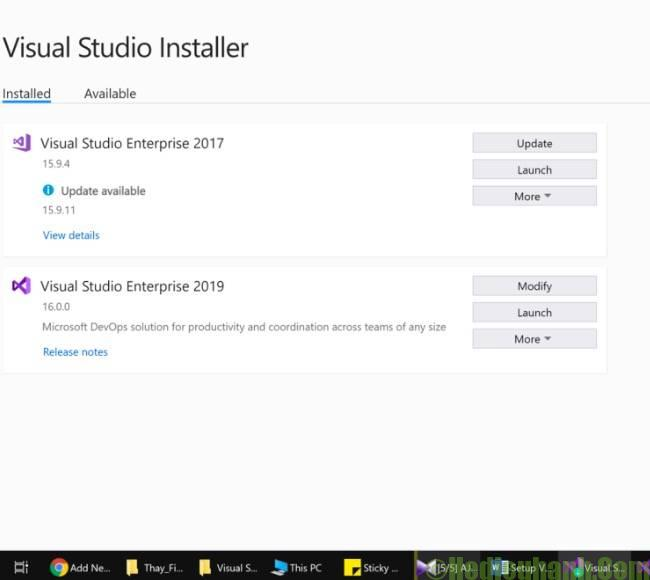 Visual Studio Installer
Installed Available
Visual Studio Enterprise 2017
15.9.4
Update available
15.9.11
View details
Update
Launch
More
Visual Studio Enterprise 2019
16.0.0
Microsoft DevOps solution for productivity and coordination across teams of any size
Release notes
Modify
Launch
More
Add Ne... Thay_Fi... Visual S... This PC Sticky ... [5/5] A... Setup V... Visual S...